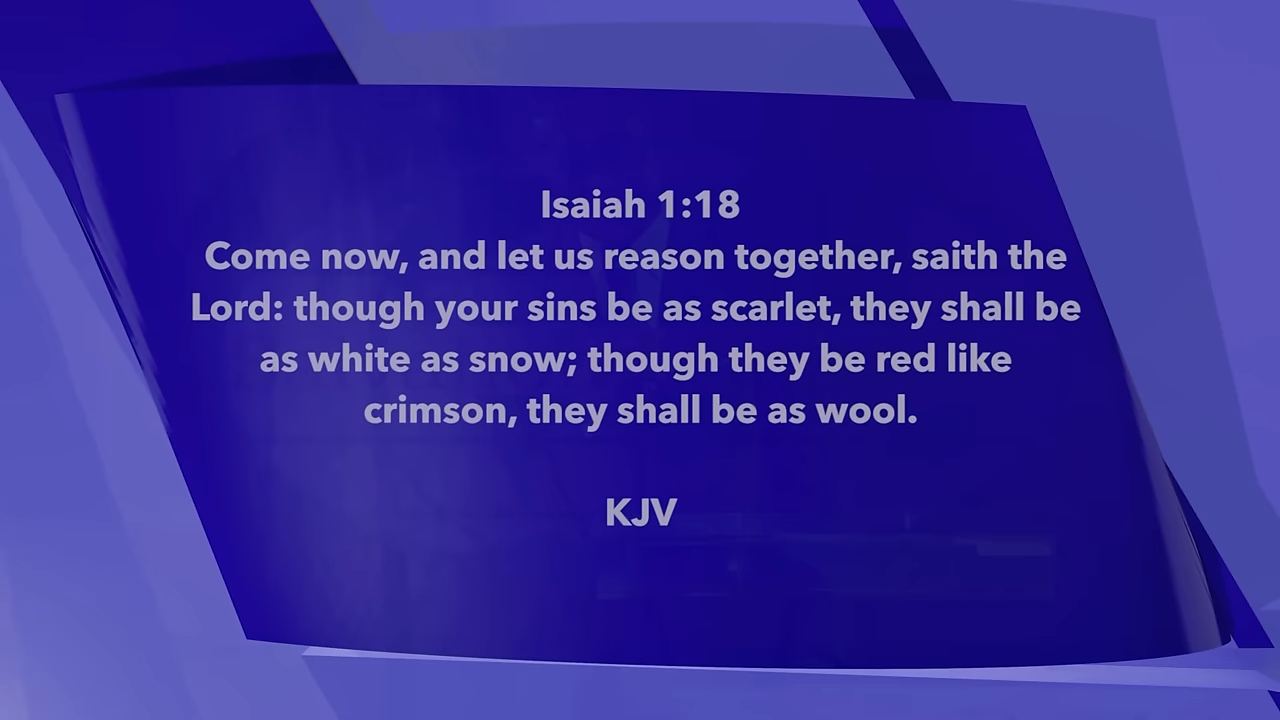 Isaiah 1:18
Come now, and let us reason together, saith the
Lord: though your sins be as scarlet, they shall be
as white as snow; though they be red like
crimson, they shall be as wool.
KJV